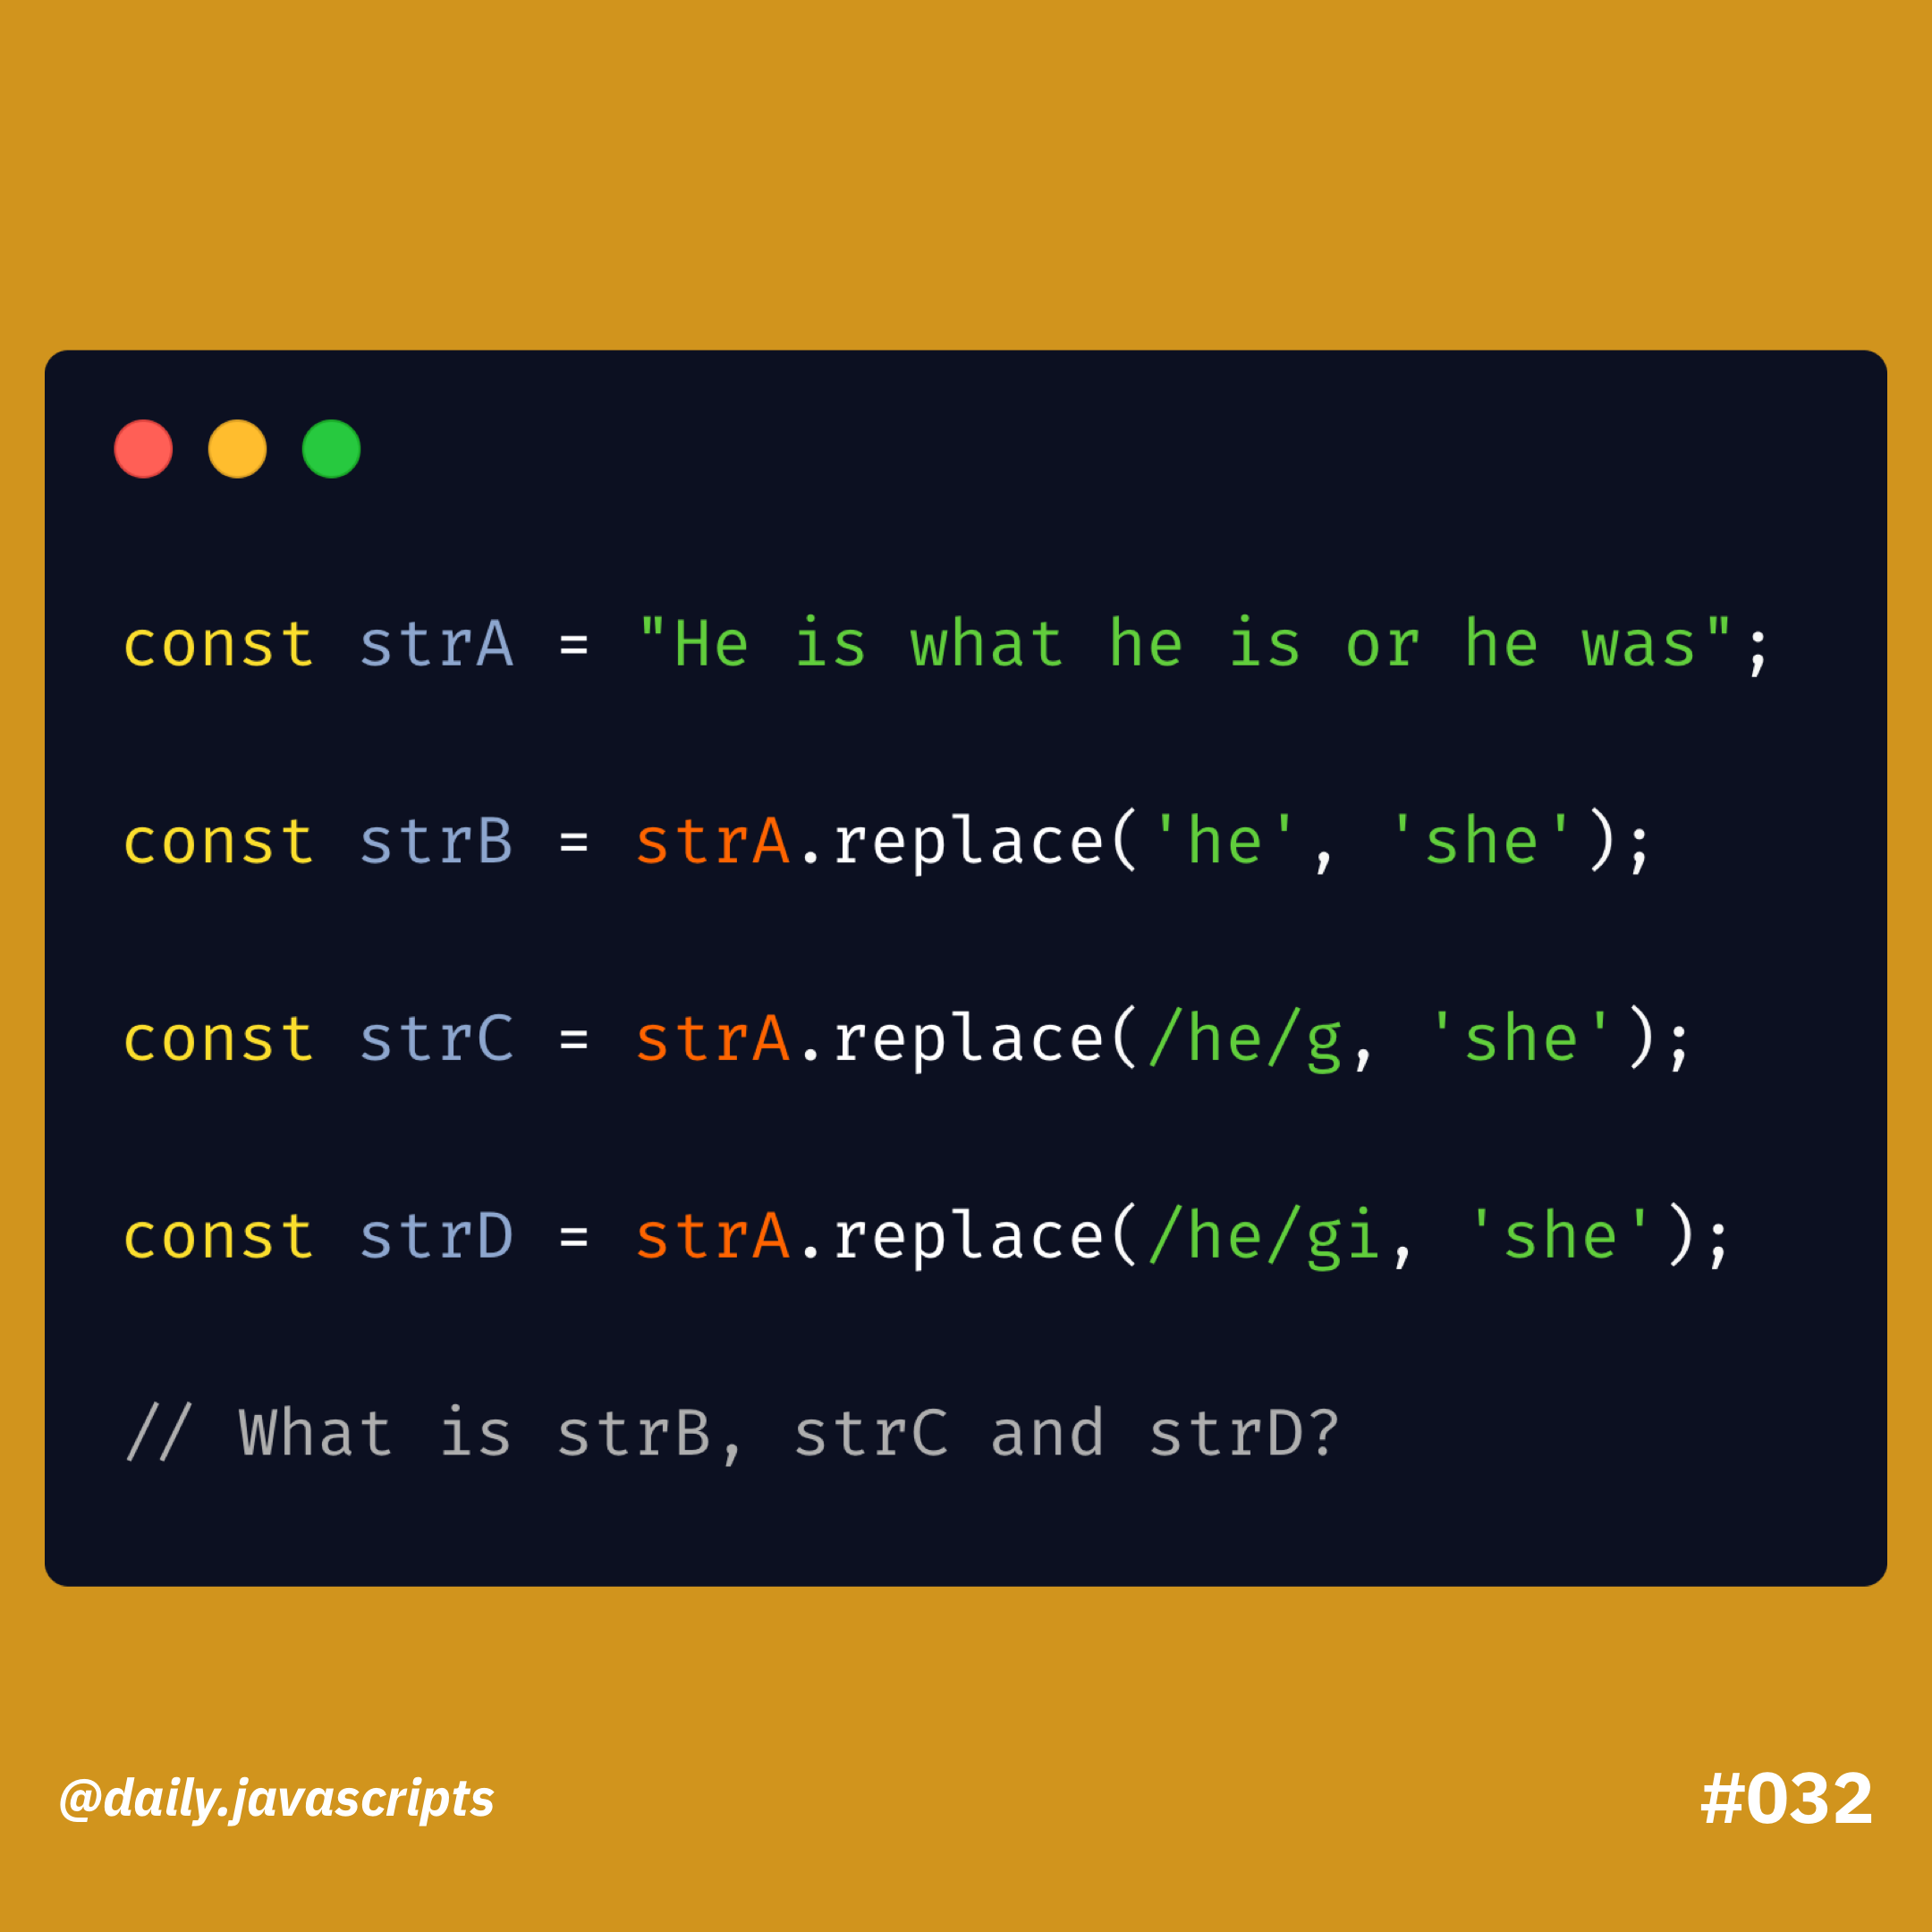 const strA = "He is what he is or he was";
const strB = strA.replace('he', 'she');
const strC = strA.replace(/he/g, 'she');
const strD = strA.replace(/he/gi, 'she');
// What is strB, strC and strD?
@daily.javascripts
#032